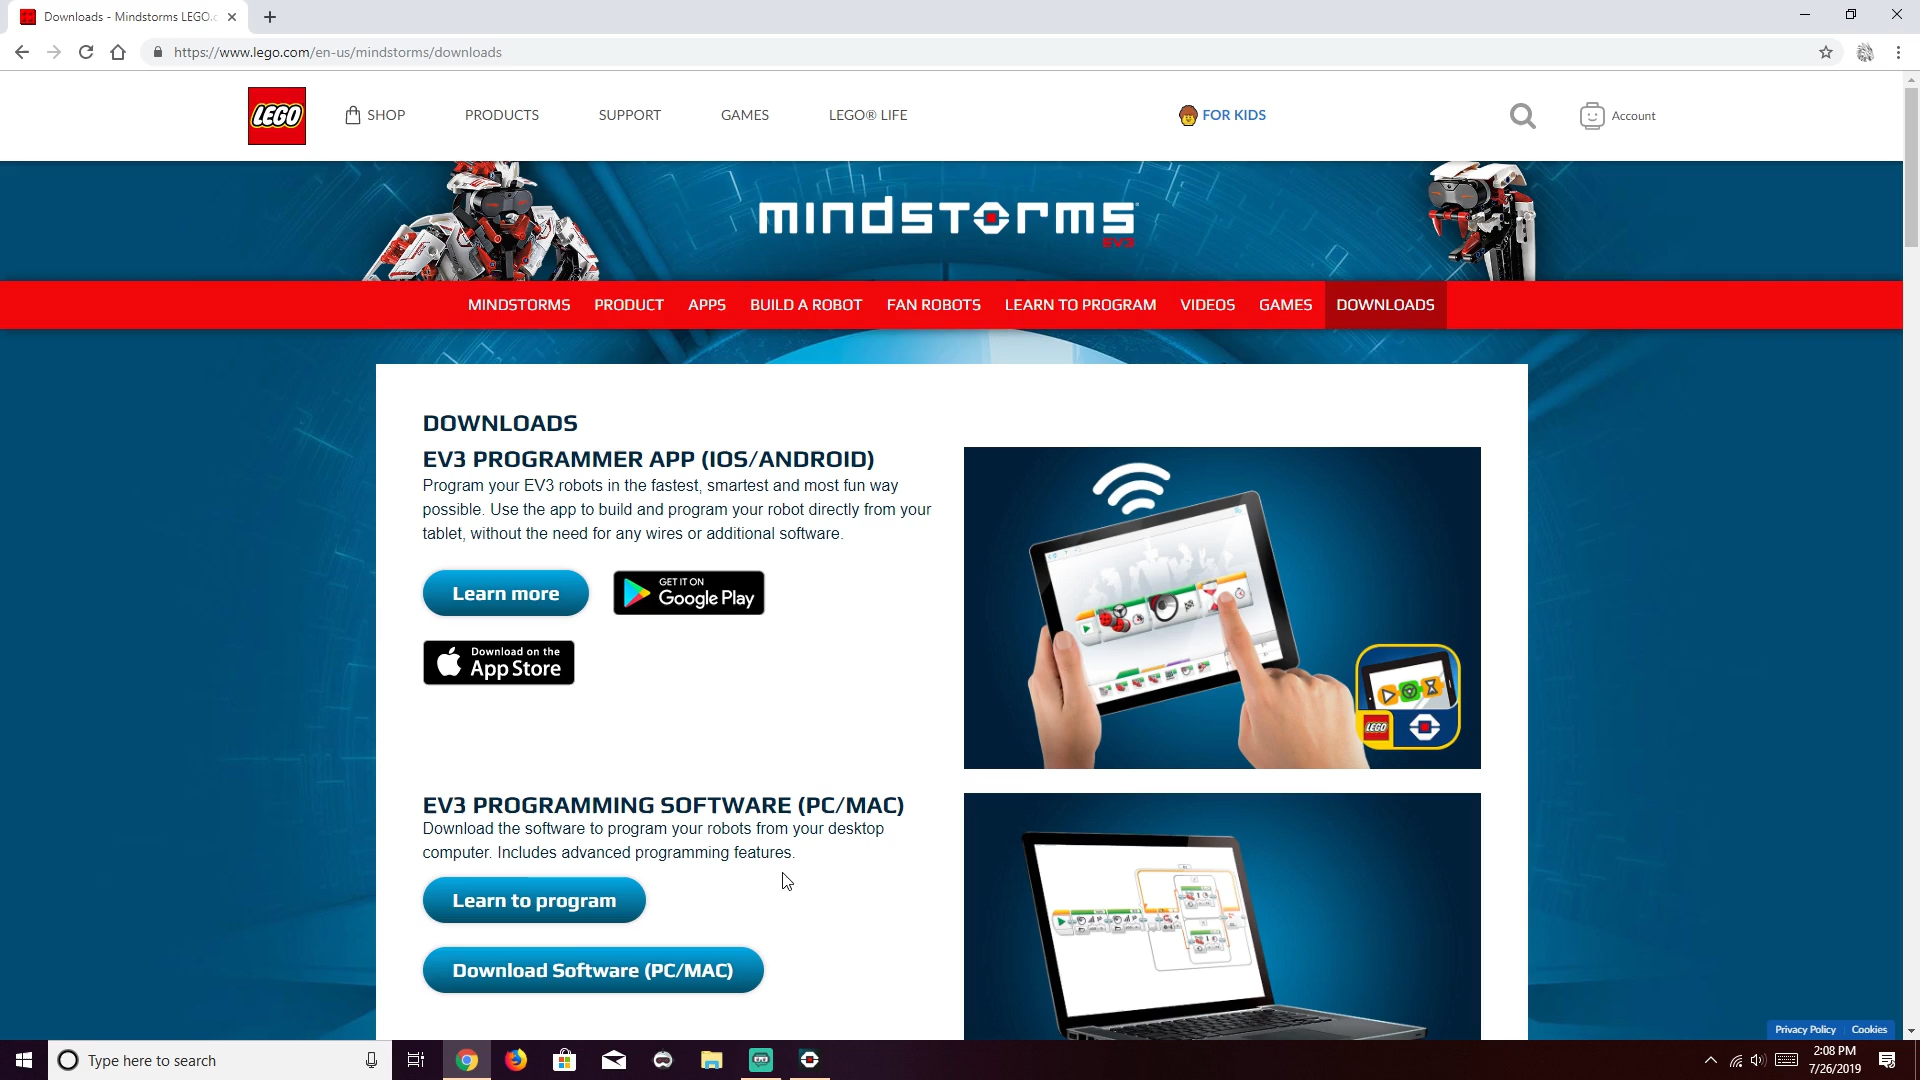 Downloads - Mindstorms LEGO.c
https://www.lego.com/en-us/mindstorms/downloads
LEGO
SHOP
PRODUCTS
SUPPORT
GAMES
LEGO® LIFE
FOR KIDS
Account
mindstorms
EV3
MINDSTORMS
PRODUCT
APPS
BUILD A ROBOT
FAN ROBOTS
LEARN TO PROGRAM
VIDEOS
GAMES
DOWNLOADS
DOWNLOADS
EV3 PROGRAMMER APP (IOS/ANDROID)
Program your EV3 robots in the fastest, smartest and most fun way
possible. Use the app to build and program your robot directly from your
tablet, without the need for any wires or additional software.
Learn more
GET IT ON
Google Play
Download on the
App Store
LEGO
EV3 PROGRAMMING SOFTWARE (PC/MAC)
Download the software to program your robots from your desktop
computer. Includes advanced programming features.
Learn to program
Download Software (PC/MAC)
Privacy Policy
Cookies
Type here to search
2:08 PM
7/26/2019